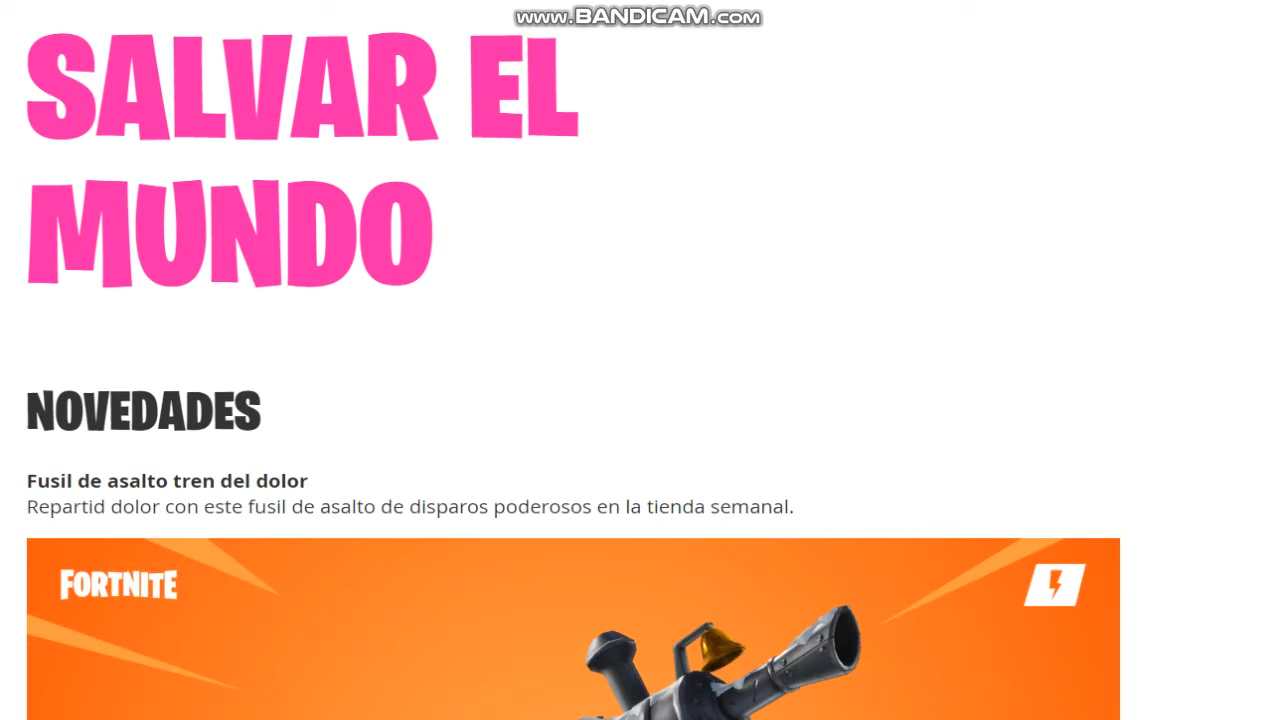 www.BANDICAM.com
SALVAR EL
MUNDO
NOVEDADES
Fusil de asalto tren del dolor
Repartid dolor con este fusil de asalto de disparos poderosos en la tienda semanal.
FORTNITE